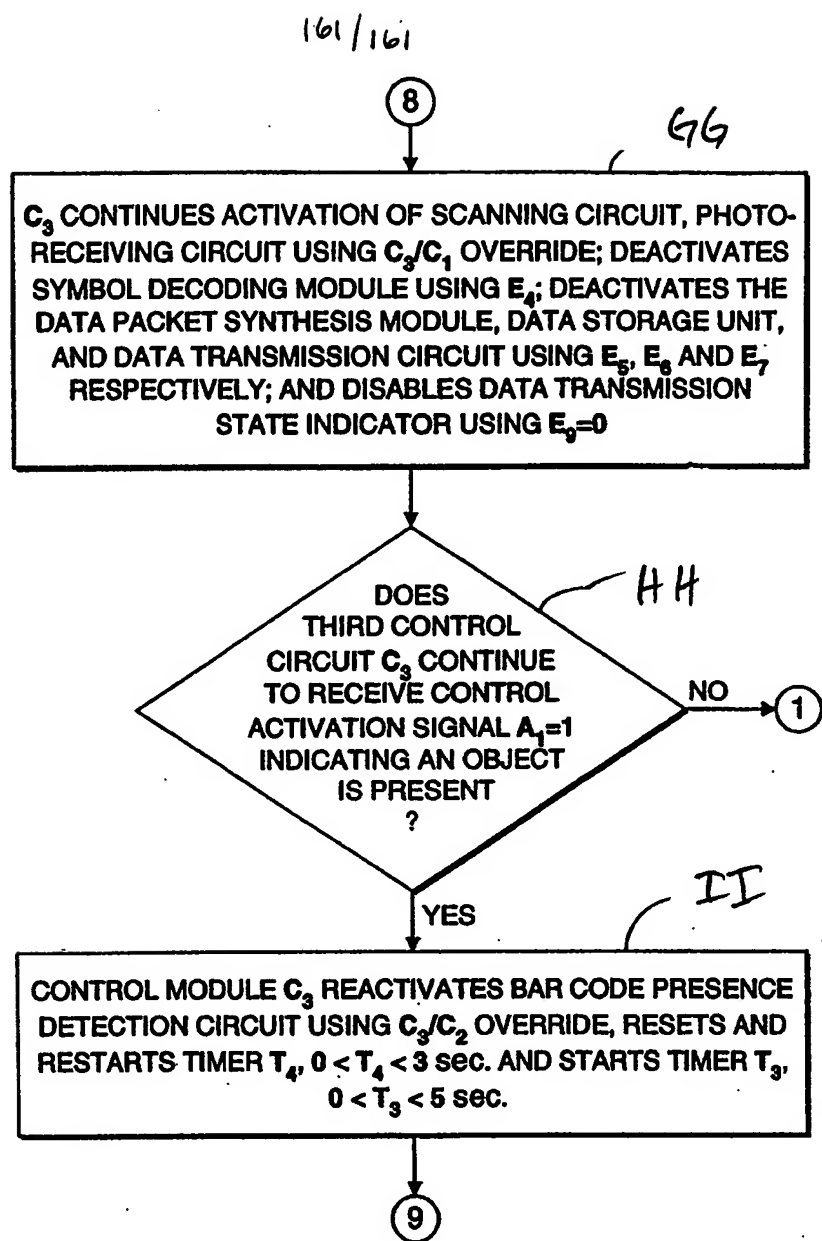 161/161
8
GG
C₃ CONTINUES ACTIVATION OF SCANNING CIRCUIT, PHOTO-
RECEIVING CIRCUIT USING C₃/C₁ OVERRIDE; DEACTIVATES
SYMBOL DECODING MODULE USING E₄; DEACTIVATES THE
DATA PACKET SYNTHESIS MODULE, DATA STORAGE UNIT,
AND DATA TRANSMISSION CIRCUIT USING E₅, E₆ AND E₇
RESPECTIVELY; AND DISABLES DATA TRANSMISSION
STATE INDICATOR USING E₉=0
HH
DOES
THIRD CONTROL
CIRCUIT C₃ CONTINUE
TO RECEIVE CONTROL
ACTIVATION SIGNAL A₁=1
INDICATING AN OBJECT
IS PRESENT
?
NO
1
YES
II
CONTROL MODULE C₃ REACTIVATES BAR CODE PRESENCE
DETECTION CIRCUIT USING C₃/C₂ OVERRIDE, RESETS AND
RESTARTS TIMER T₄, 0 < T₄ < 3 sec. AND STARTS TIMER T₃,
0 < T₃ < 5 sec.
9